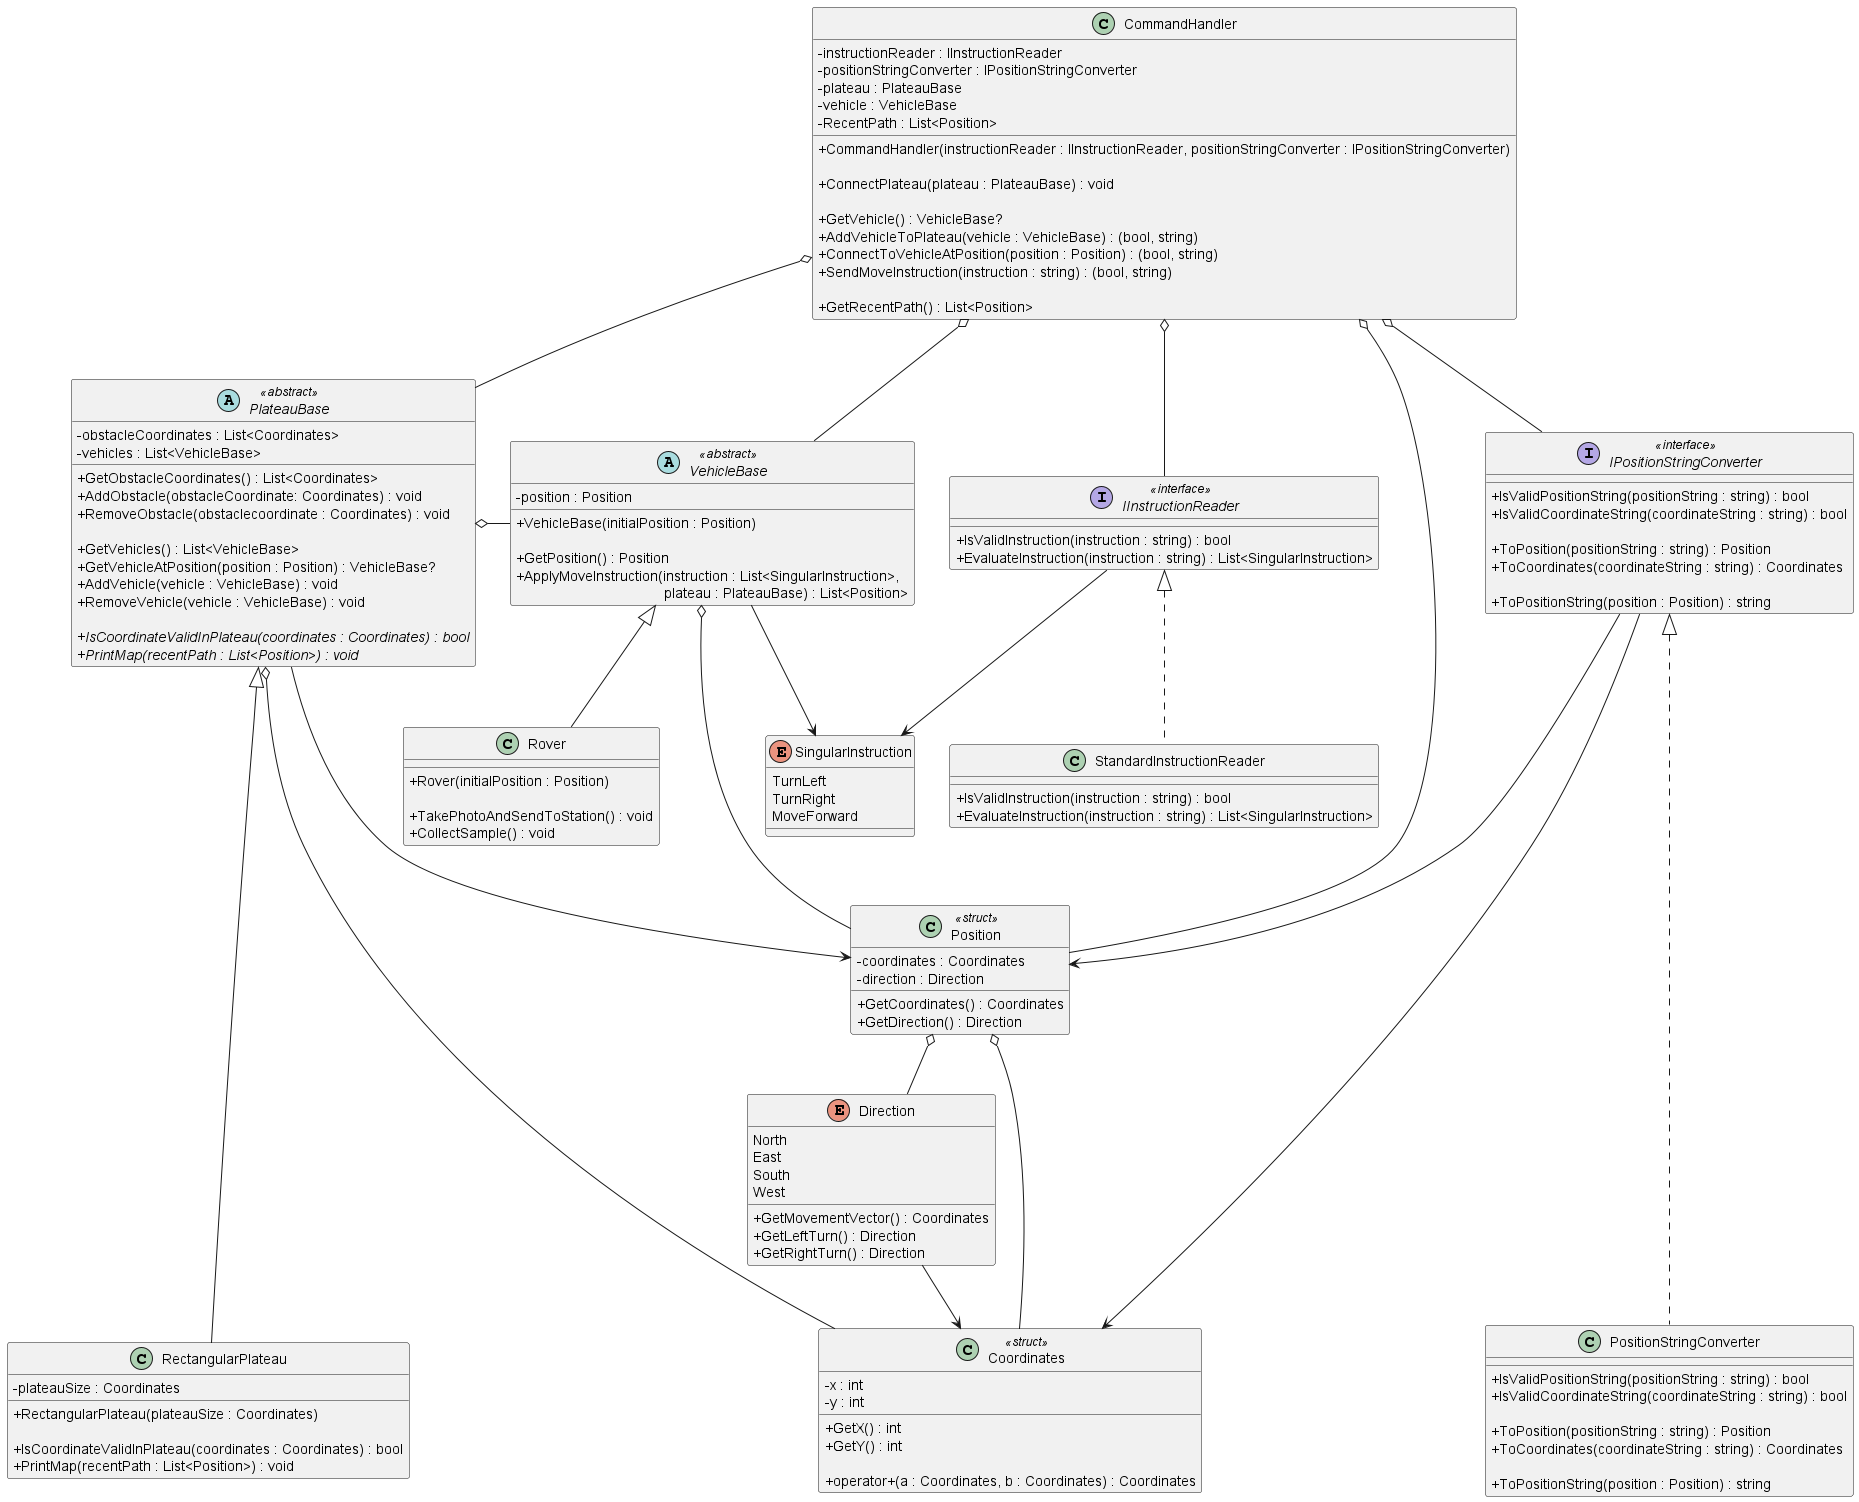 C CommandHandler
-instructionReader : IInstructionReader
-positionStringConverter : IPositionStringConverter
-plateau : PlateauBase
-vehicle : VehicleBase
-RecentPath : List<Position>
+CommandHandler(instructionReader : IInstructionReader, positionStringConverter : IPositionStringConverter)
+ConnectPlateau(plateau : PlateauBase) : void
+GetVehicle() : VehicleBase?
+AddVehicleToPlateau(vehicle : VehicleBase) : (bool, string)
+ConnectToVehicleAtPosition(position : Position) : (bool, string)
+SendMoveInstruction(instruction : string) : (bool, string)
+GetRecentPath() : List<Position>
«abstract»
A PlateauBase
-obstacleCoordinates : List<Coordinates>
-vehicles : List<VehicleBase>
+GetObstacleCoordinates() : List<Coordinates>
+AddObstacle(obstacleCoordinate: Coordinates) : void
+RemoveObstacle(obstaclecoordinate : Coordinates) : void
+GetVehicles() : List<VehicleBase>
+GetVehicleAtPosition(position : Position) : VehicleBase?
+AddVehicle(vehicle : VehicleBase) : void
+RemoveVehicle(vehicle : VehicleBase) : void
+IsCoordinateValidInPlateau(coordinates : Coordinates) : bool
+PrintMap(recentPath : List<Position>) : void
«abstract»
A VehicleBase
-position : Position
+VehicleBase(initialPosition : Position)
+GetPosition() : Position
+ApplyMoveInstruction(instruction : List<SingularInstruction>,
plateau : PlateauBase) : List<Position>
«interface»
I IInstructionReader
+IsValidInstruction(instruction : string) : bool
+EvaluateInstruction(instruction : string) : List<SingularInstruction>
«interface»
I IPositionStringConverter
+IsValidPositionString(positionString : string) : bool
+IsValidCoordinateString(coordinateString : string) : bool
+ToPosition(positionString : string) : Position
+ToCoordinates(coordinateString : string) : Coordinates
+ToPositionString(position : Position) : string
C Rover
+Rover(initialPosition : Position)
+TakePhotoAndSendToStation() : void
+CollectSample() : void
E SingularInstruction
TurnLeft
TurnRight
MoveForward
C StandardInstructionReader
+IsValidInstruction(instruction : string) : bool
+EvaluateInstruction(instruction : string) : List<SingularInstruction>
«struct»
C Position
-coordinates : Coordinates
-direction : Direction
+GetCoordinates() : Coordinates
+GetDirection() : Direction
E Direction
North
East
South
West
+GetMovementVector() : Coordinates
+GetLeftTurn() : Direction
+GetRightTurn() : Direction
C RectangularPlateau
-plateauSize : Coordinates
+RectangularPlateau(plateauSize : Coordinates)
+IsCoordinateValidInPlateau(coordinates : Coordinates) : bool
+PrintMap(recentPath : List<Position>) : void
«struct»
C Coordinates
-x : int
-y : int
+GetX() : int
+GetY() : int
+operator+(a : Coordinates, b : Coordinates) : Coordinates
C PositionStringConverter
+IsValidPositionString(positionString : string) : bool
+IsValidCoordinateString(coordinateString : string) : bool
+ToPosition(positionString : string) : Position
+ToCoordinates(coordinateString : string) : Coordinates
+ToPositionString(position : Position) : string